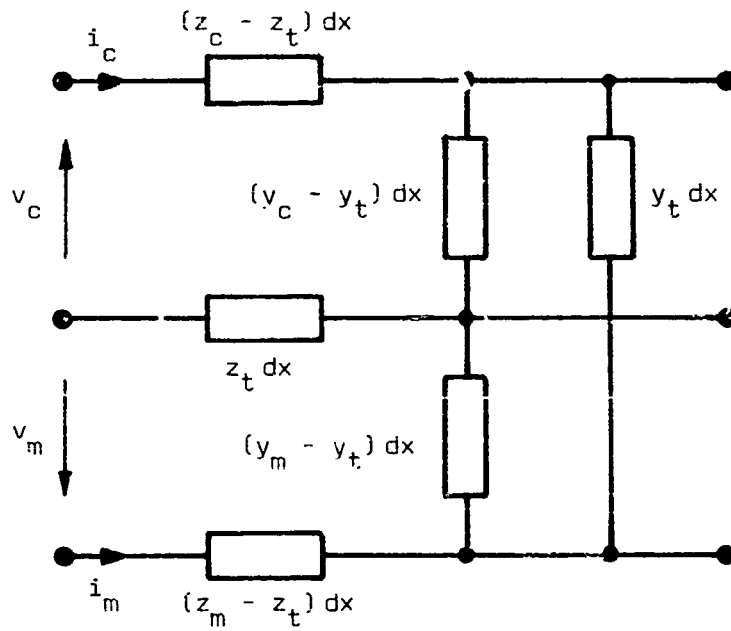 (z_c - z_t) dx
i_c
v_c
(y_c - y_t) dx
y_t dx
z_t dx
v_m
(y_m - y_t) dx
i_m
(z_m - z_t) dx